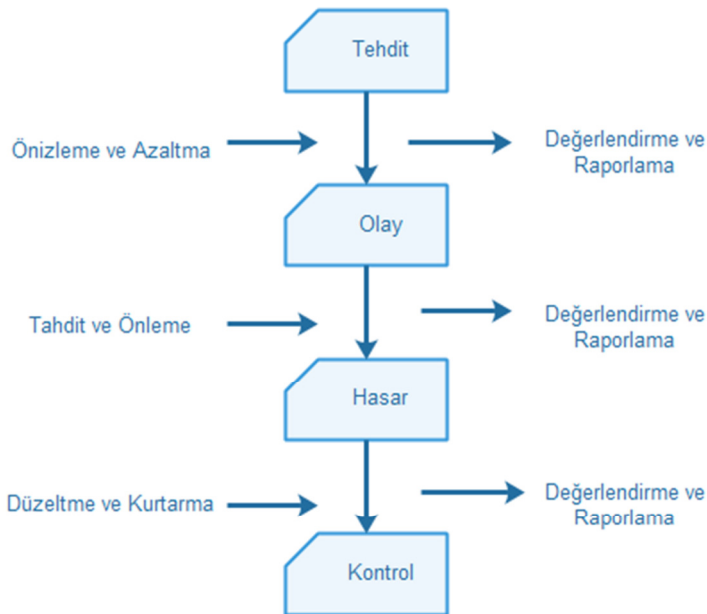 Tehdit
Önizleme ve Azaltma
Değerlendirme ve
Raporlama
Olay
Tahdit ve Önleme
Değerlendirme ve
Raporlama
Hasar
Düzeltme ve Kurtarma
Değerlendirme ve
Raporlama
Kontrol